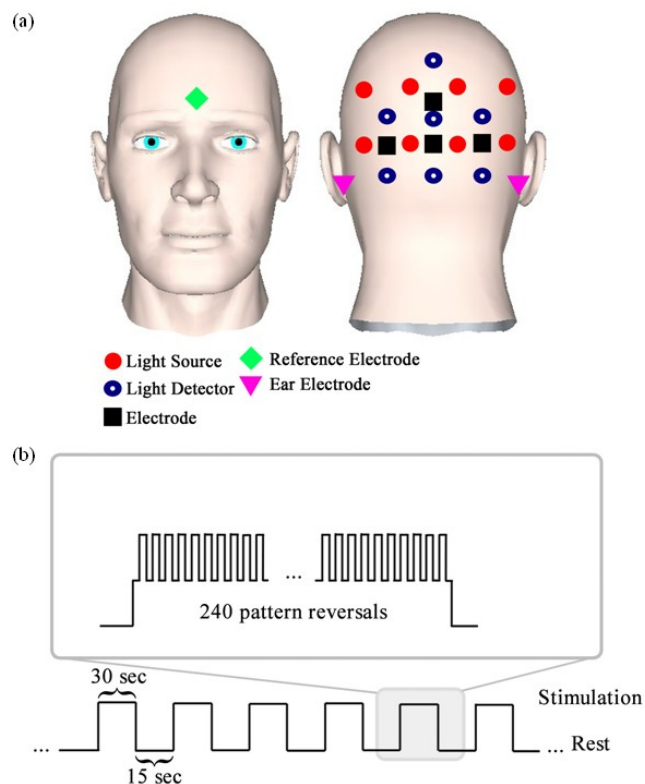 (a)
Light Source
Reference Electrode
Light Detector
Ear Electrode
Electrode
(b)
...
240 pattern reversals
30 sec
Stimulation
...
... Rest
15 sec